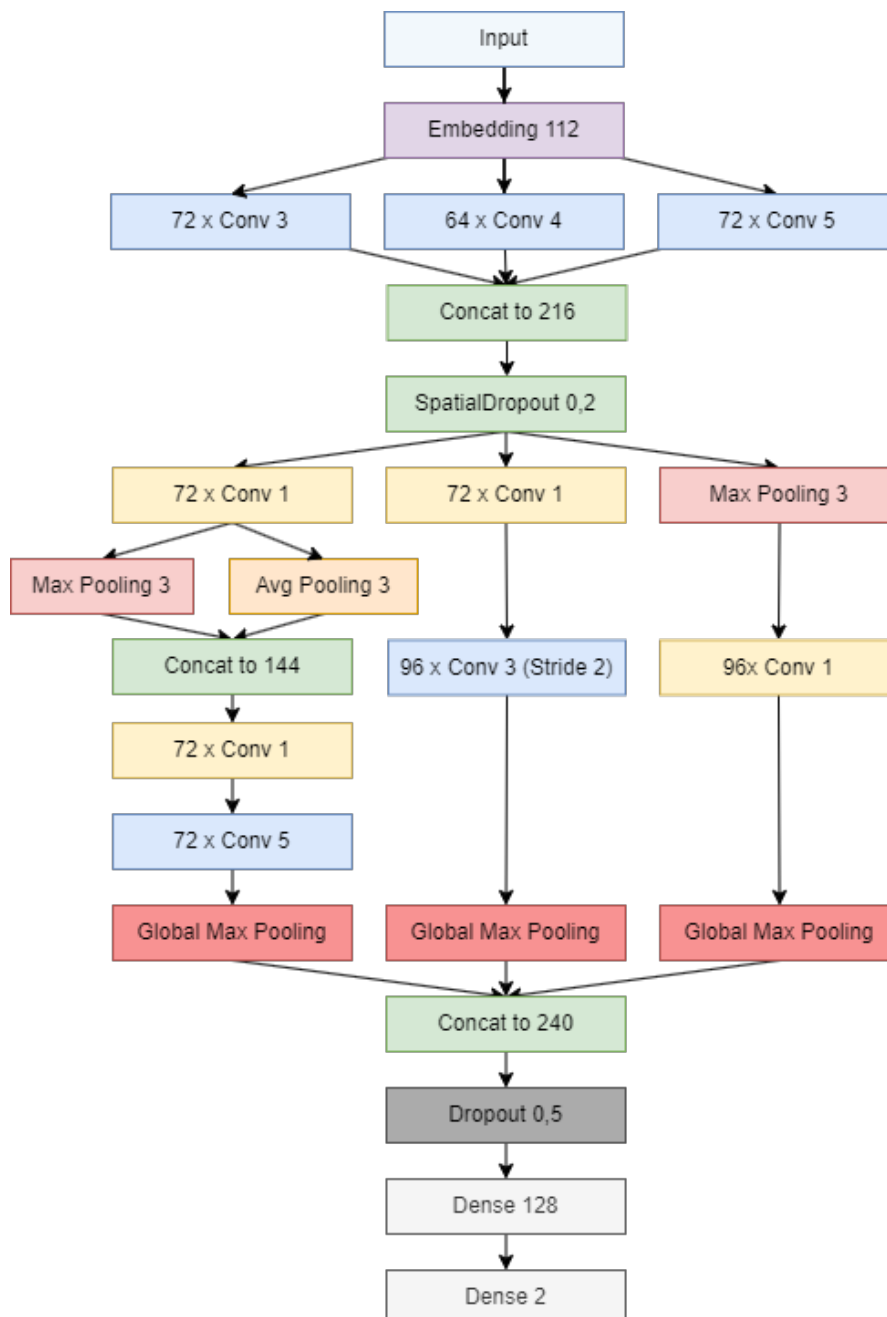 Input
Embedding 112
72 x Conv 3
64 x Conv 4
72 x Conv 5
Concat to 216
SpatialDropout 0,2
72 x Conv 1
72 x Conv 1
Max Pooling 3
Max Pooling 3
Avg Pooling 3
Concat to 144
96 x Conv 3 (Stride 2)
96x Conv 1
72 x Conv 1
72 x Conv 5
Global Max Pooling
Global Max Pooling
Global Max Pooling
Concat to 240
Dropout 0,5
Dense 128
Dense 2